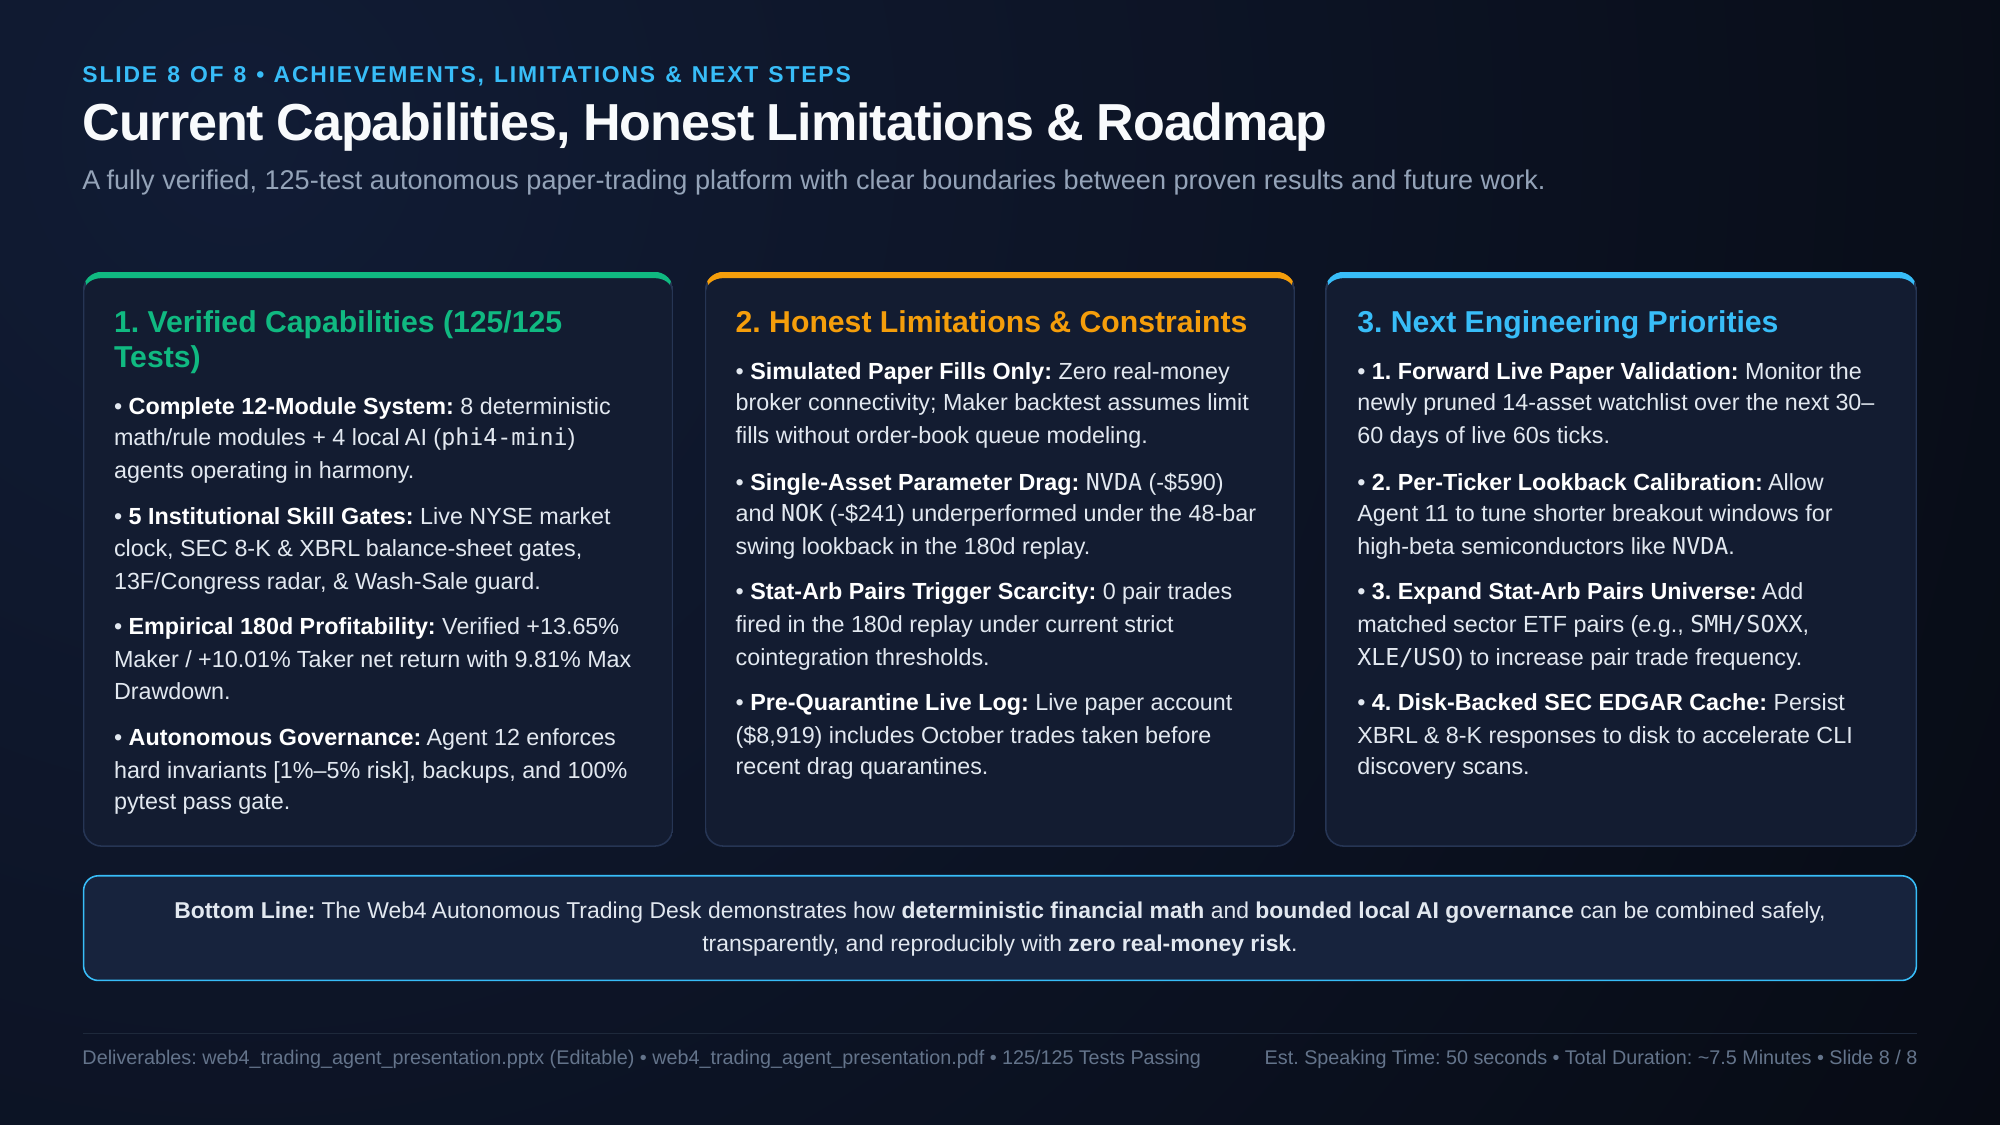 SLIDE 8 OF 8 • ACHIEVEMENTS, LIMITATIONS & NEXT STEPS
Current Capabilities, Honest Limitations & Roadmap
A fully verified, 125-test autonomous paper-trading platform with clear boundaries between proven results and future work.
1. Verified Capabilities (125/125
Tests)
• Complete 12-Module System: 8 deterministic
math/rule modules + 4 local AI (phi4-mini)
agents operating in harmony.
• 5 Institutional Skill Gates: Live NYSE market
clock, SEC 8-K & XBRL balance-sheet gates,
13F/Congress radar, & Wash-Sale guard.
• Empirical 180d Profitability: Verified +13.65%
Maker / +10.01% Taker net return with 9.81% Max
Drawdown.
• Autonomous Governance: Agent 12 enforces
hard invariants [1%–5% risk], backups, and 100%
pytest pass gate.
2. Honest Limitations & Constraints
• Simulated Paper Fills Only: Zero real-money
broker connectivity; Maker backtest assumes limit
fills without order-book queue modeling.
• Single-Asset Parameter Drag: NVDA (-$590)
and NOK (-$241) underperformed under the 48-bar
swing lookback in the 180d replay.
• Stat-Arb Pairs Trigger Scarcity: 0 pair trades
fired in the 180d replay under current strict
cointegration thresholds.
• Pre-Quarantine Live Log: Live paper account
($8,919) includes October trades taken before
recent drag quarantines.
3. Next Engineering Priorities
• 1. Forward Live Paper Validation: Monitor the
newly pruned 14-asset watchlist over the next 30–
60 days of live 60s ticks.
• 2. Per-Ticker Lookback Calibration: Allow
Agent 11 to tune shorter breakout windows for
high-beta semiconductors like NVDA.
• 3. Expand Stat-Arb Pairs Universe: Add
matched sector ETF pairs (e.g., SMH/SOXX,
XLE/USO) to increase pair trade frequency.
• 4. Disk-Backed SEC EDGAR Cache: Persist
XBRL & 8-K responses to disk to accelerate CLI
discovery scans.
Bottom Line: The Web4 Autonomous Trading Desk demonstrates how deterministic financial math and bounded local AI governance can be combined safely,
transparently, and reproducibly with zero real-money risk.
Deliverables: web4_trading_agent_presentation.pptx (Editable) • web4_trading_agent_presentation.pdf • 125/125 Tests Passing
Est. Speaking Time: 50 seconds • Total Duration: ~7.5 Minutes • Slide 8 / 8